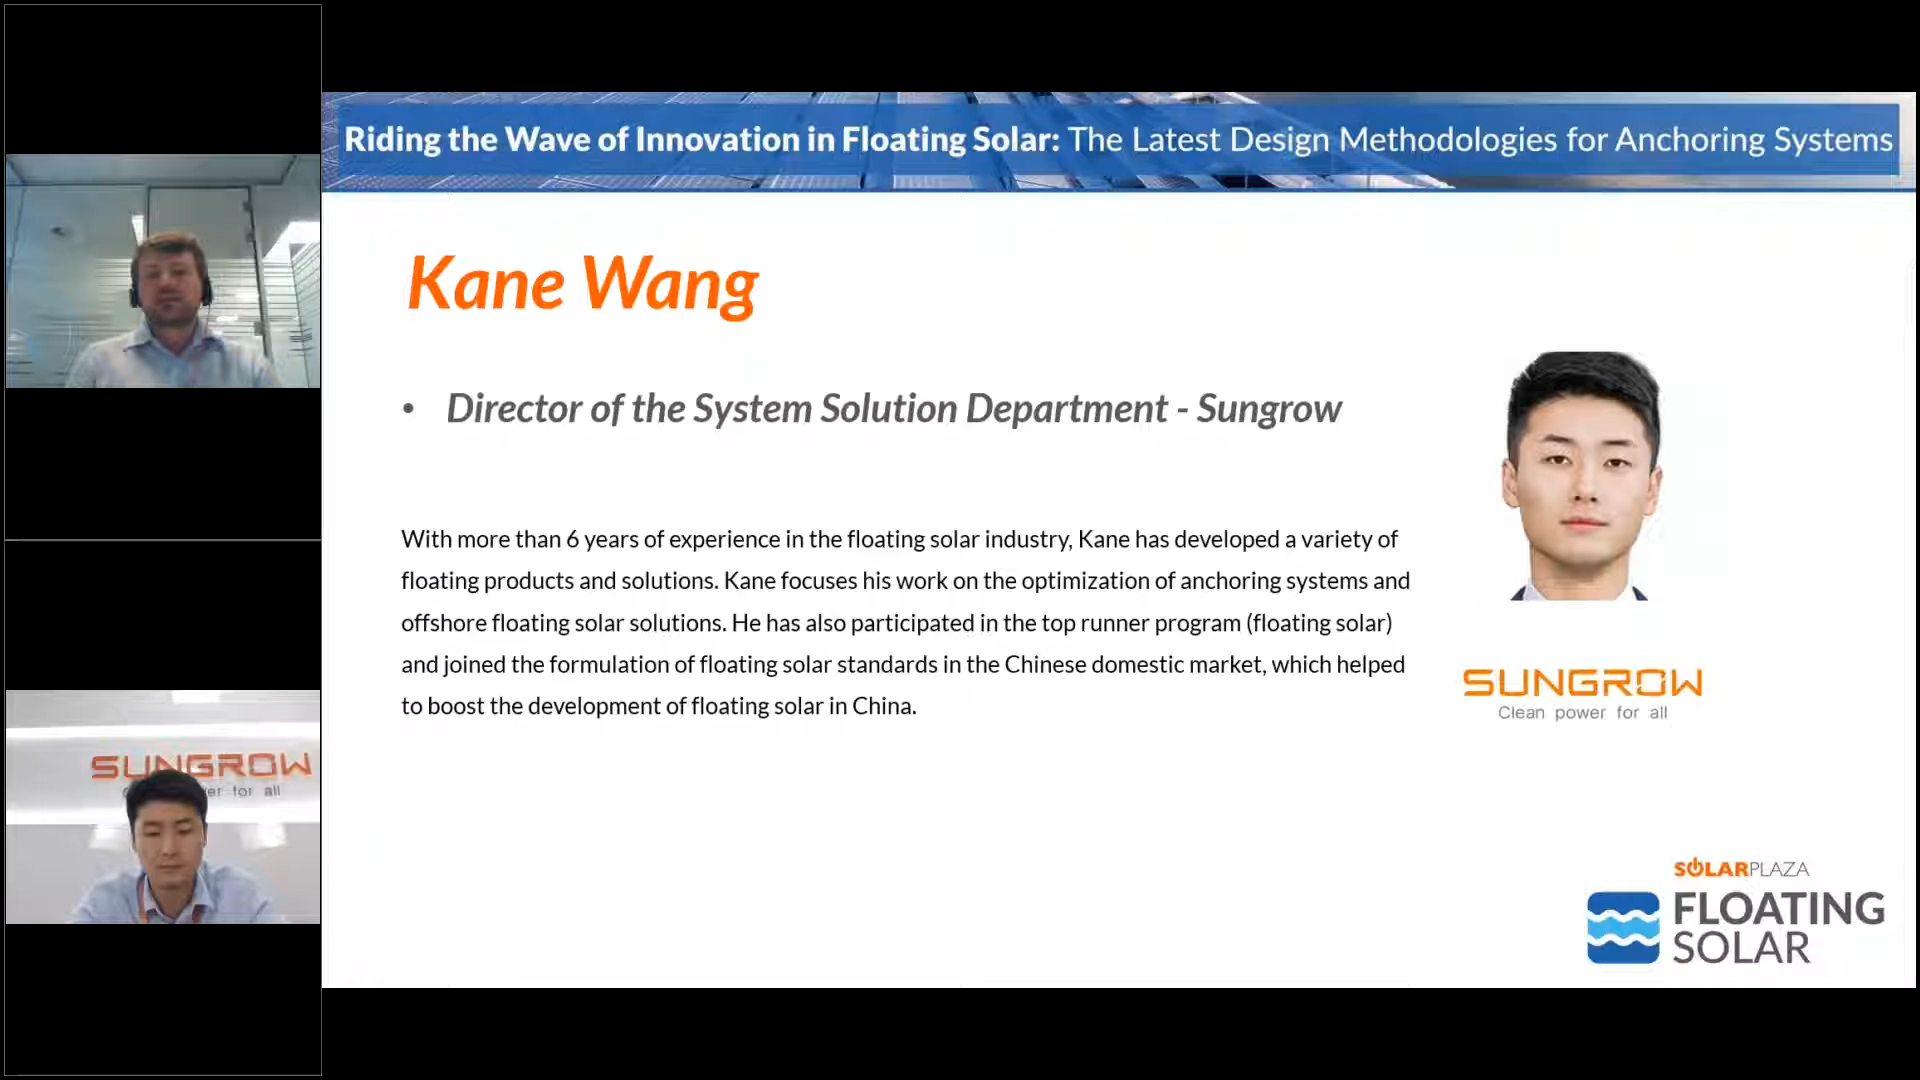 Riding the Wave of Innovation in Floating Solar: The Latest Design Methodologies for Anchoring Systems
Kane Wang
• Director of the System Solution Department - Sungrow
With more than 6 years of experience in the floating solar industry, Kane has developed a variety of
floating products and solutions. Kane focuses his work on the optimization of anchoring systems and
offshore floating solar solutions. He has also participated in the top runner program (floating solar)
and joined the formulation of floating solar standards in the Chinese domestic market, which helped
to boost the development of floating solar in China.
SUNGROW
Clean power for all
SUNGROW
for all
SOLARPLAZA
FLOATING
SOLAR